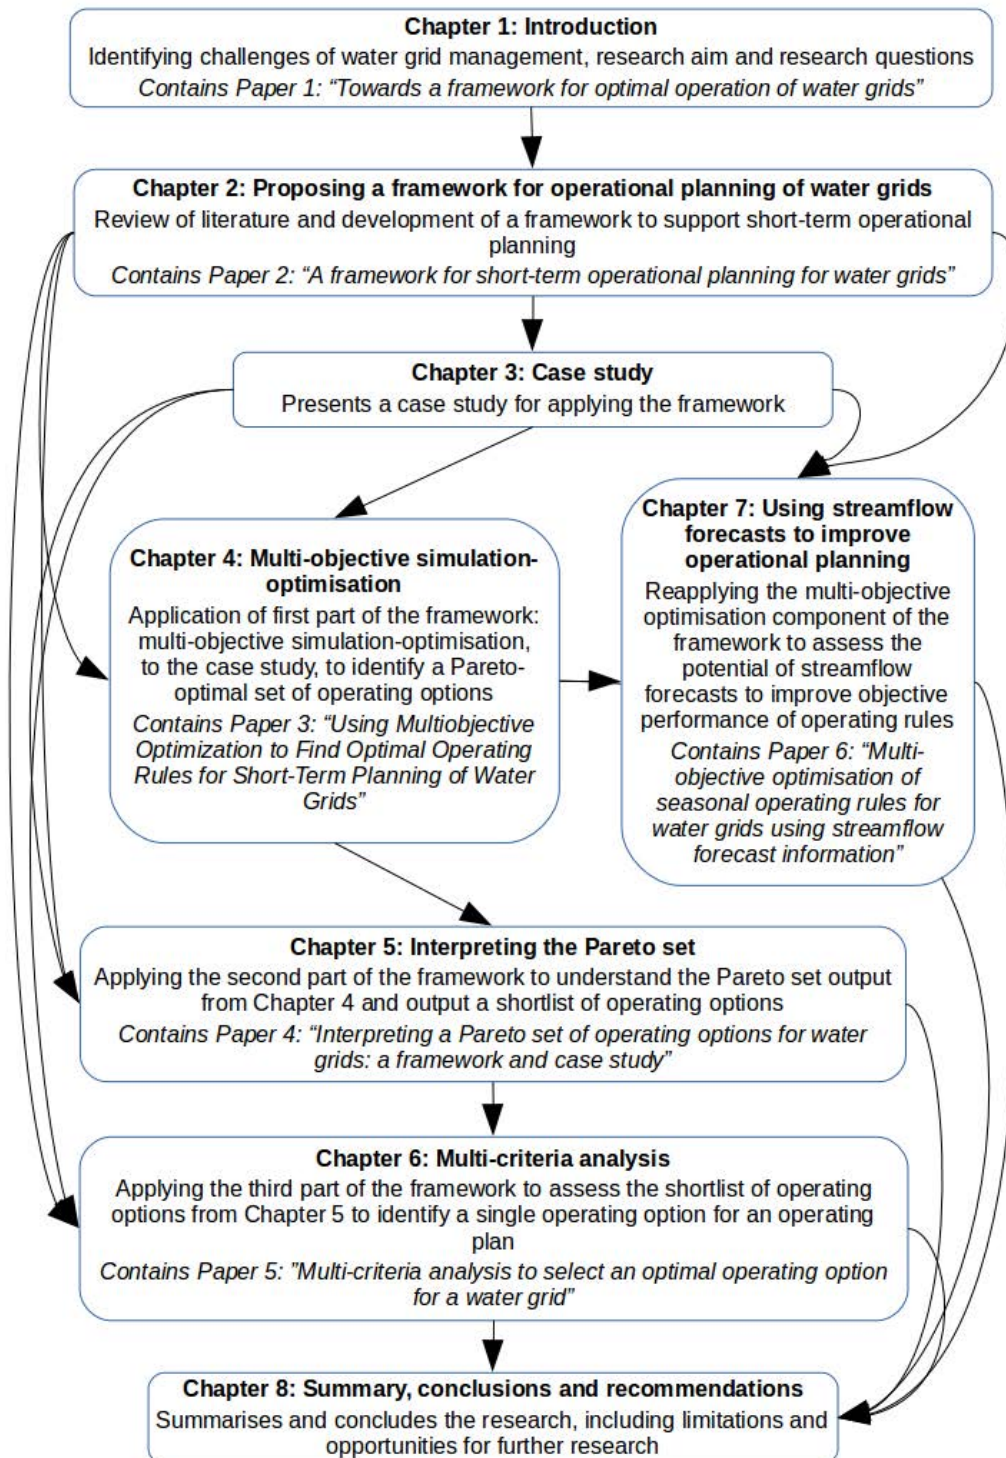 Chapter 1: Introduction
Identifying challenges of water grid management, research aim and research questions
Contains Paper 1: “Towards a framework for optimal operation of water grids”
Chapter 2: Proposing a framework for operational planning of water grids
Review of literature and development of a framework to support short-term operational
planning
Contains Paper 2: “A framework for short-term operational planning for water grids”
Chapter 3: Case study
Presents a case study for applying the framework
Chapter 4: Multi-objective simulation-
optimisation
Application of first part of the framework:
multi-objective simulation-optimisation,
to the case study, to identify a Pareto-
optimal set of operating options
Contains Paper 3: “Using Multiobjective
Optimization to Find Optimal Operating
Rules for Short-Term Planning of Water
Grids”
Chapter 7: Using streamflow
forecasts to improve
operational planning
Reapplying the multi-objective
optimisation component of the
framework to assess the
potential of streamflow
forecasts to improve objective
performance of operating rules
Contains Paper 6: “Multi-
objective optimisation of
seasonal operating rules for
water grids using streamflow
forecast information”
Chapter 5: Interpreting the Pareto set
Applying the second part of the framework to understand the Pareto set output
from Chapter 4 and output a shortlist of operating options
Contains Paper 4: “Interpreting a Pareto set of operating options for water
grids: a framework and case study”
Chapter 6: Multi-criteria analysis
Applying the third part of the framework to assess the shortlist of operating
options from Chapter 5 to identify a single operating option for an operating
plan
Contains Paper 5: ”Multi-criteria analysis to select an optimal operating option
for a water grid”
Chapter 8: Summary, conclusions and recommendations
Summarises and concludes the research, including limitations and
opportunities for further research